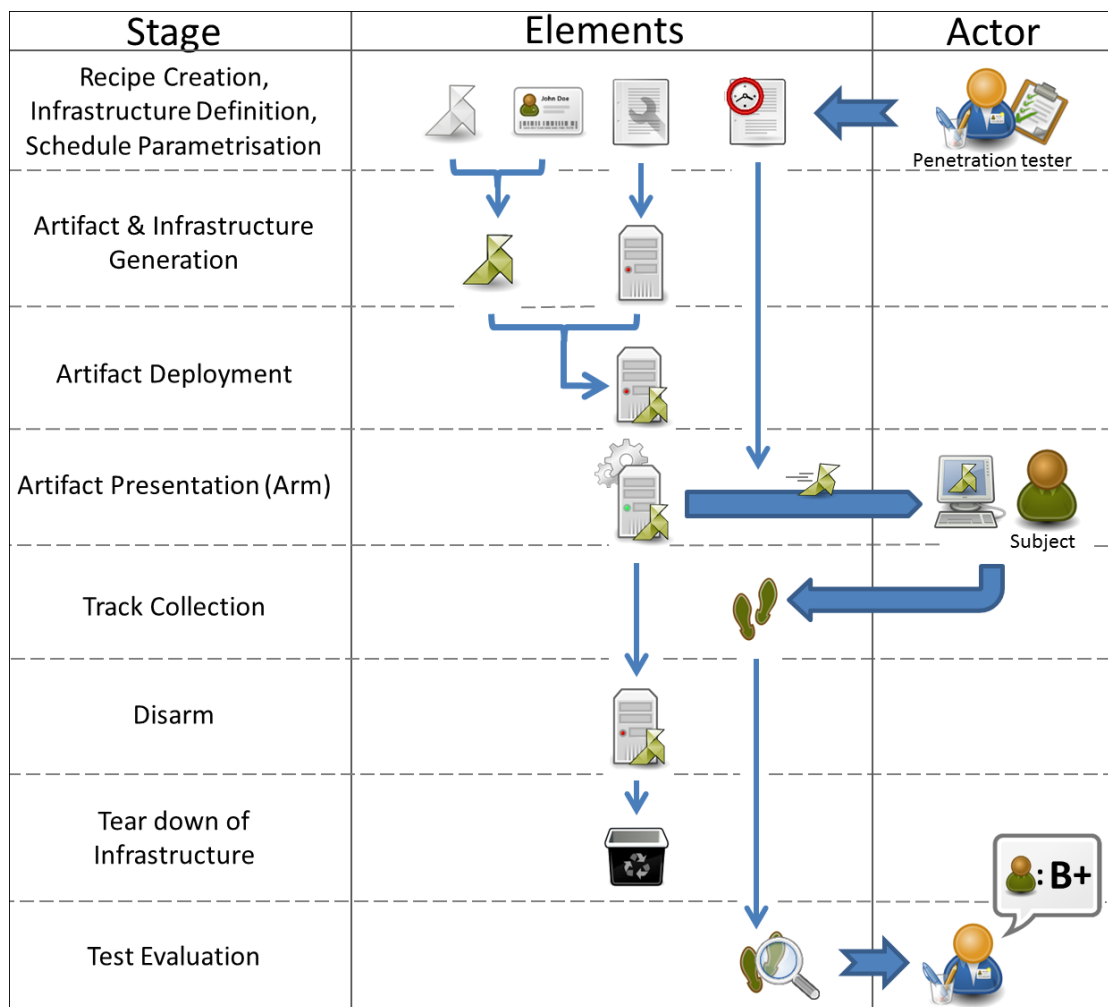 Stage
Elements
Actor
Recipe Creation,
Infrastructure Definition,
Schedule Parametrisation
John Doe
Penetration tester
Artifact & Infrastructure
Generation
Artifact Deployment
Artifact Presentation (Arm)
Subject
Track Collection
Disarm
Tear down of
Infrastructure
: B+
Test Evaluation